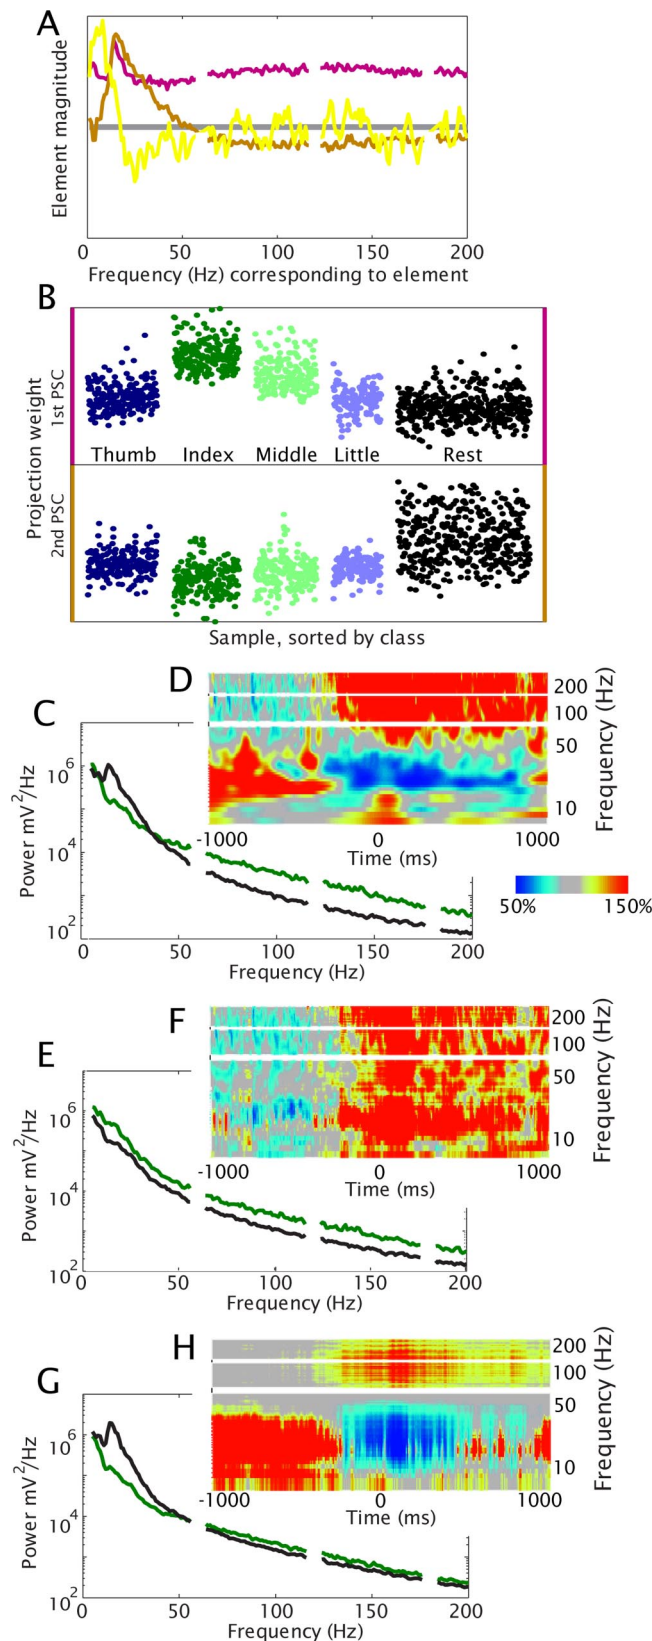 A
Element magnitude
0 50 100 150 200
Frequency (Hz) corresponding to element
B
Projection weight
1st PSC
2nd PSC
Thumb Index Middle Little Rest
Sample, sorted by class
D
200
100
50
10
Frequency (Hz)
-1000 0 1000
Time (ms)
C
Power mV²/Hz
10⁶
10⁴
10²
0 50 100 150 200
Frequency (Hz)
50% 150%
F
200
100
50
10
Frequency (Hz)
-1000 0 1000
Time (ms)
E
Power mV²/Hz
10⁶
10⁴
10²
0 50 100 150 200
Frequency (Hz)
H
200
100
50
10
Frequency (Hz)
-1000 0 1000
Time (ms)
G
Power mV²/Hz
10⁶
10⁴
10²
0 50 100 150 200
Frequency (Hz)